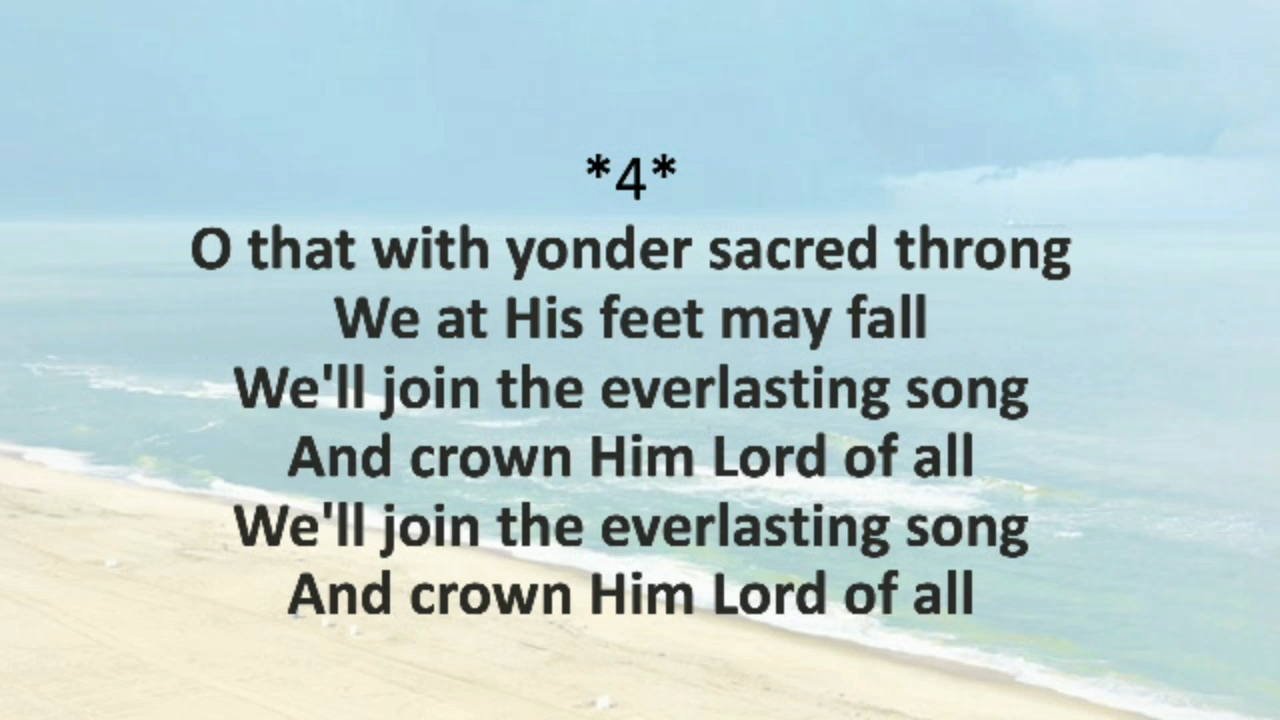 *4*
O that with yonder sacred throng
We at His feet may fall
We'll join the everlasting song
And crown Him Lord of all
We'll join the everlasting song
And crown Him Lord of all